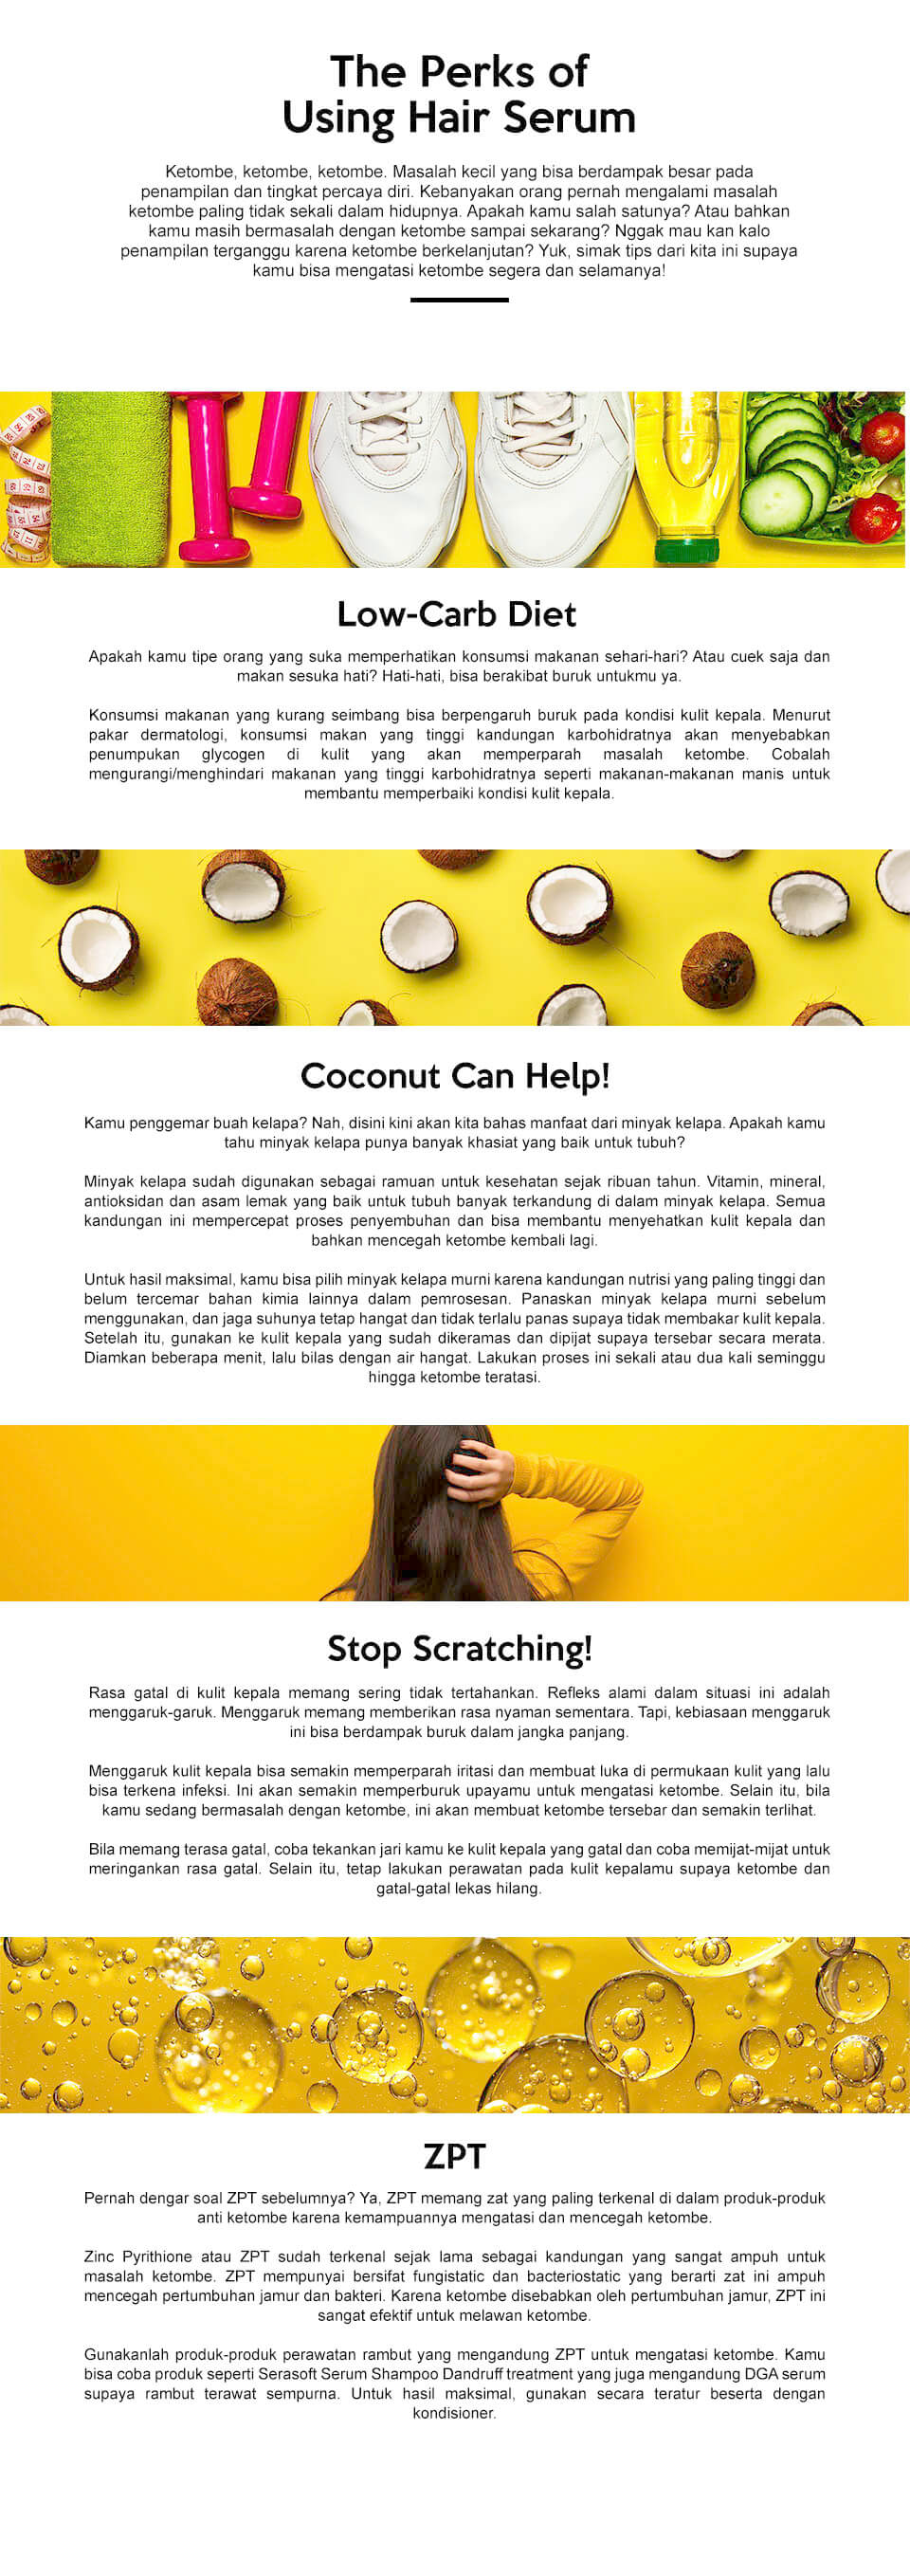 The Perks of
Using Hair Serum
Ketombe, ketombe, ketombe. Masalah kecil yang bisa berdampak besar pada
penampilan dan tingkat percaya diri. Kebanyakan orang pernah mengalami masalah
ketombe paling tidak sekali dalam hidupnya. Apakah kamu salah satunya? Atau bahkan
kamu masih bermasalah dengan ketombe sampai sekarang? Nggak mau kan kalo
penampilan terganggu karena ketombe berkelanjutan? Yuk, simak tips dari kita ini supaya
kamu bisa mengatasi ketombe segera dan selamanya!
Low-Carb Diet
Apakah kamu tipe orang yang suka memperhatikan konsumsi makanan sehari-hari? Atau cuek saja dan
makan sesuka hati? Hati-hati, bisa berakibat buruk untukmu ya.
Konsumsi makanan yang kurang seimbang bisa berpengaruh buruk pada kondisi kulit kepala. Menurut
pakar dermatologi, konsumsi makan yang tinggi kandungan karbohidratnya akan menyebabkan
penumpukan glycogen di kulit yang akan memperparah masalah ketombe. Cobalah
mengurangi/menghindari makanan yang tinggi karbohidratnya seperti makanan-makanan manis untuk
membantu memperbaiki kondisi kulit kepala.
Coconut Can Help!
Kamu penggemar buah kelapa? Nah, disini kini akan kita bahas manfaat dari minyak kelapa. Apakah kamu
tahu minyak kelapa punya banyak khasiat yang baik untuk tubuh?
Minyak kelapa sudah digunakan sebagai ramuan untuk kesehatan sejak ribuan tahun. Vitamin, mineral,
antioksidan dan asam lemak yang baik untuk tubuh banyak terkandung di dalam minyak kelapa. Semua
kandungan ini mempercepat proses penyembuhan dan bisa membantu menyehatkan kulit kepala dan
bahkan mencegah ketombe kembali lagi.
Untuk hasil maksimal, kamu bisa pilih minyak kelapa murni karena kandungan nutrisi yang paling tinggi dan
belum tercemar bahan kimia lainnya dalam pemrosesan. Panaskan minyak kelapa murni sebelum
menggunakan, dan jaga suhunya tetap hangat dan tidak terlalu panas supaya tidak membakar kulit kepala.
Setelah itu, gunakan ke kulit kepala yang sudah dikeramas dan dipijat supaya tersebar secara merata.
Diamkan beberapa menit, lalu bilas dengan air hangat. Lakukan proses ini sekali atau dua kali seminggu
hingga ketombe teratasi.
Stop Scratching!
Rasa gatal di kulit kepala memang sering tidak tertahankan. Refleks alami dalam situasi ini adalah
menggaruk-garuk. Menggaruk memang memberikan rasa nyaman sementara. Tapi, kebiasaan menggaruk
ini bisa berdampak buruk dalam jangka panjang.
Menggaruk kulit kepala bisa semakin memperparah iritasi dan membuat luka di permukaan kulit yang lalu
bisa terkena infeksi. Ini akan semakin memperburuk upayamu untuk mengatasi ketombe. Selain itu, bila
kamu sedang bermasalah dengan ketombe, ini akan membuat ketombe tersebar dan semakin terlihat.
Bila memang terasa gatal, coba tekankan jari kamu ke kulit kepala yang gatal dan coba memijat-mijat untuk
meringankan rasa gatal. Selain itu, tetap lakukan perawatan pada kulit kepalamu supaya ketombe dan
gatal-gatal lekas hilang.
ZPT
Pernah dengar soal ZPT sebelumnya? Ya, ZPT memang zat yang paling terkenal di dalam produk-produk
anti ketombe karena kemampuannya mengatasi dan mencegah ketombe.
Zinc Pyrithione atau ZPT sudah terkenal sejak lama sebagai kandungan yang sangat ampuh untuk
masalah ketombe. ZPT mempunyai bersifat fungistatic dan bacteriostatic yang berarti zat ini ampuh
mencegah pertumbuhan jamur dan bakteri. Karena ketombe disebabkan oleh pertumbuhan jamur, ZPT ini
sangat efektif untuk melawan ketombe.
Gunakanlah produk-produk perawatan rambut yang mengandung ZPT untuk mengatasi ketombe. Kamu
bisa coba produk seperti Serasoft Serum Shampoo Dandruff treatment yang juga mengandung DGA serum
supaya rambut terawat sempurna. Untuk hasil maksimal, gunakan secara teratur beserta dengan
kondisioner.